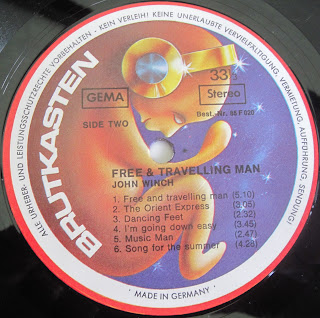 ALLE URHEBER- UND LEISTUNGSSCHUTZRECHTE VORBEHALTEN - KEIN VERLEIH! KEINE UNERLAUBTE VERVIELFÄLTIGUNG, VERMIETUNG, AUFFÜHRUNG, SENDUNG!
BRUTKASTEN
33⅓
GEMA
Stereo
Best.-Nr. 88 F 020
SIDE TWO
FREE & TRAVELLING MAN
JOHN WINCH
1. Free and travelling man (5.10)
2. The Orient Express (3.05)
3. Dancing Feet (2.32)
4. I'm going down easy (3.45)
5. Music Man (2.47)
6. Song for the summer (4.28)
· MADE IN GERMANY ·